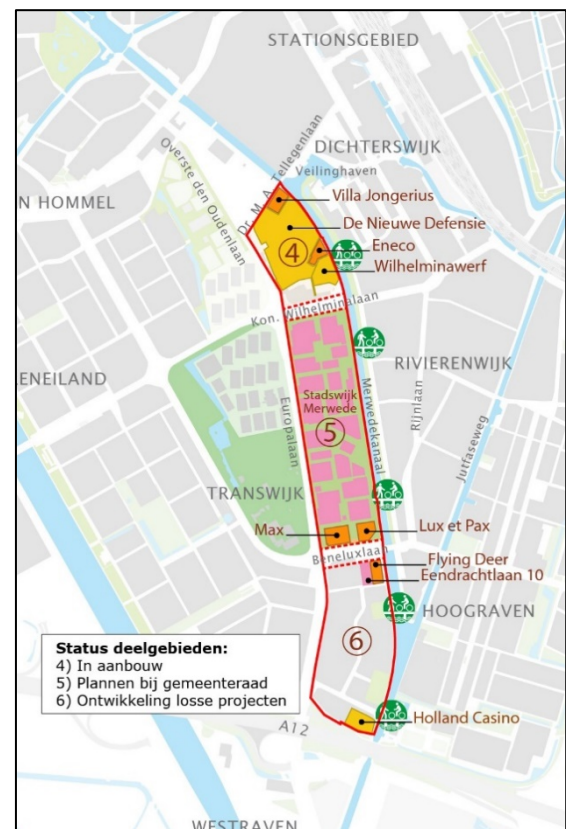 STATIONSGEBIED
DICHTERSWIJK
Veilinghaven
Dr. M. A. Tellegenlaan
Overste den Oudenlaan
Villa Jongerius
N HOMMEL
De Nieuwe Defensie
Eneco
4
Wilhelminawerf
Kon. Wilhelminalaan
RIVIERENWIJK
ENEILAND
Stadswijk
Merwede
5
Merwedekanaal
Rijnlaan
Jutfaseweg
Europalaan
TRANSWIJK
Max
Lux et Pax
Beneluxlaan
Flying Deer
Eendrachtlaan 10
HOOGRAVEN
6
Status deelgebieden:
4) In aanbouw
5) Plannen bij gemeenteraad
6) Ontwikkeling losse projecten
Holland Casino
A12
WESTRAVEN